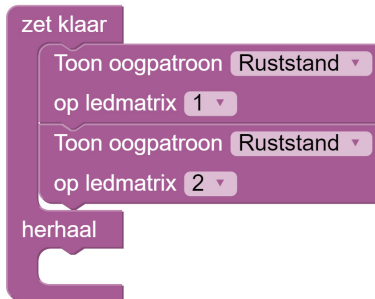 zet klaar
Toon oogpatroon Ruststand
op ledmatrix 1
Toon oogpatroon Ruststand
op ledmatrix 2
herhaal